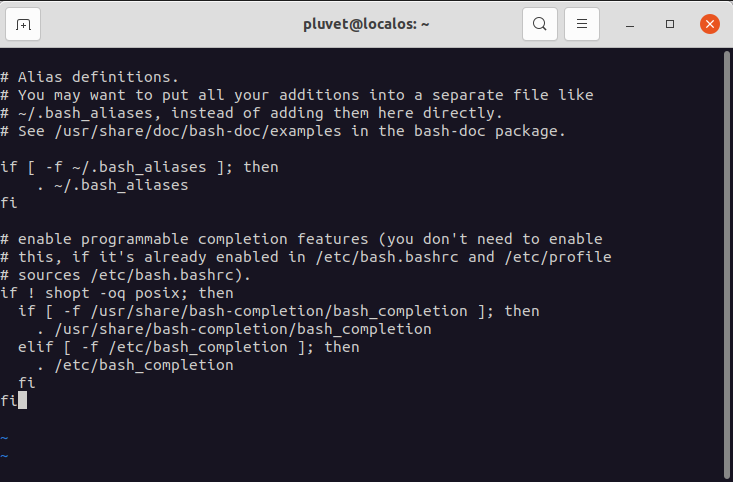 pluvet@localos: ~
# Alias definitions.
# You may want to put all your additions into a separate file like
# ~/.bash_aliases, instead of adding them here directly.
# See /usr/share/doc/bash-doc/examples in the bash-doc package.
if [ -f ~/.bash_aliases ]; then
    . ~/.bash_aliases
fi
# enable programmable completion features (you don't need to enable
# this, if it's already enabled in /etc/bash.bashrc and /etc/profile
# sources /etc/bash.bashrc).
if ! shopt -oq posix; then
  if [ -f /usr/share/bash-completion/bash_completion ]; then
    . /usr/share/bash-completion/bash_completion
  elif [ -f /etc/bash_completion ]; then
    . /etc/bash_completion
  fi
fi
~
~